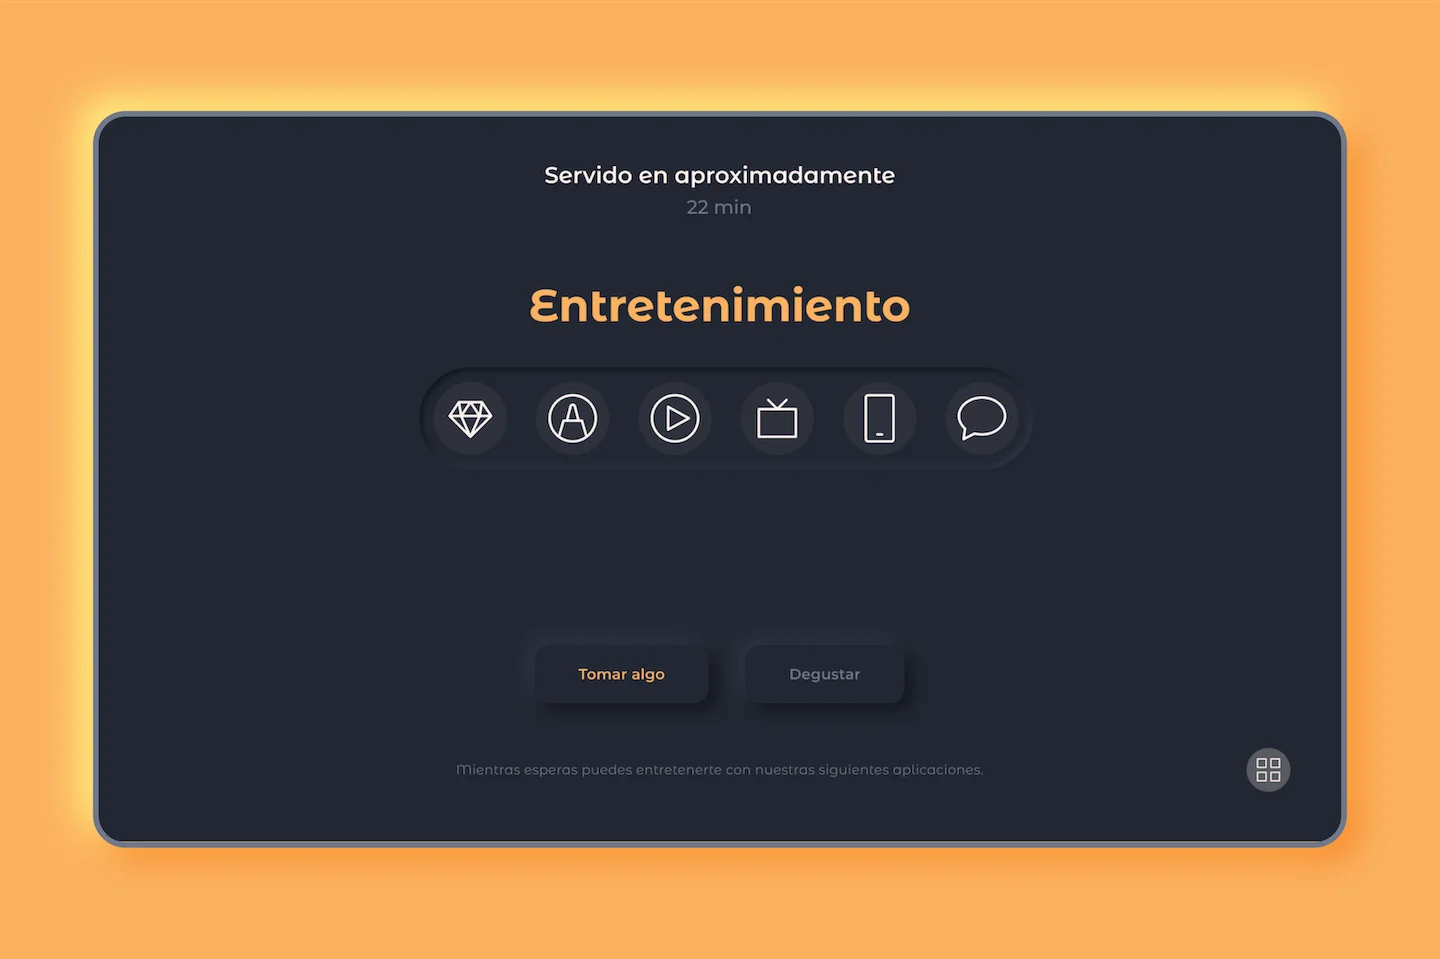 Servido en aproximadamente
22 min
Entretenimiento
Tomar algo
Degustar
Mientras esperas puedes entretenerte con nuestras siguientes aplicaciones.